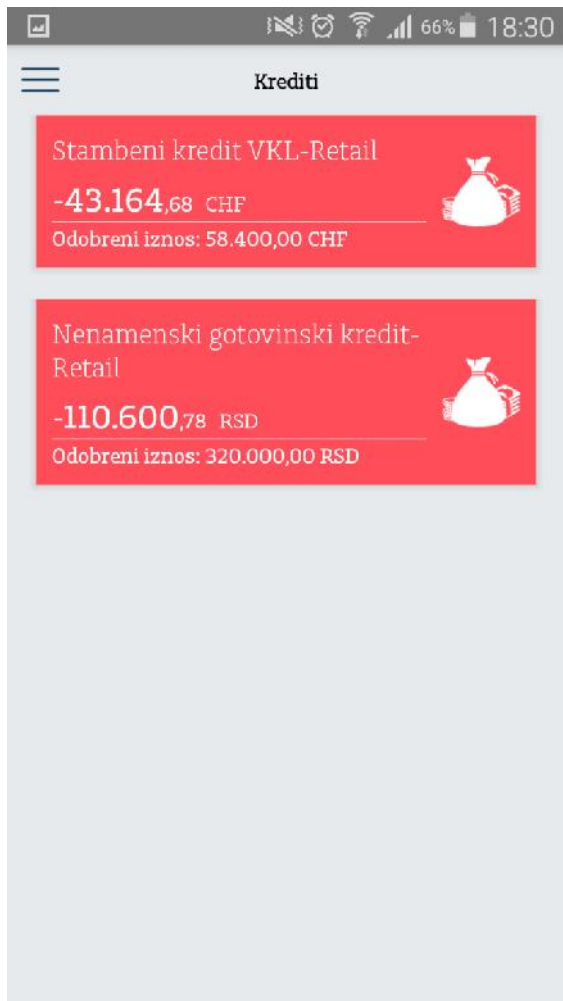 66% 18:30
Krediti
Stambeni kredit VKL-Retail
-43.164,68 CHF
Odobreni iznos: 58.400,00 CHF
Nenamenski gotovinski kredit-
Retail
-110.600,78 RSD
Odobreni iznos: 320.000,00 RSD